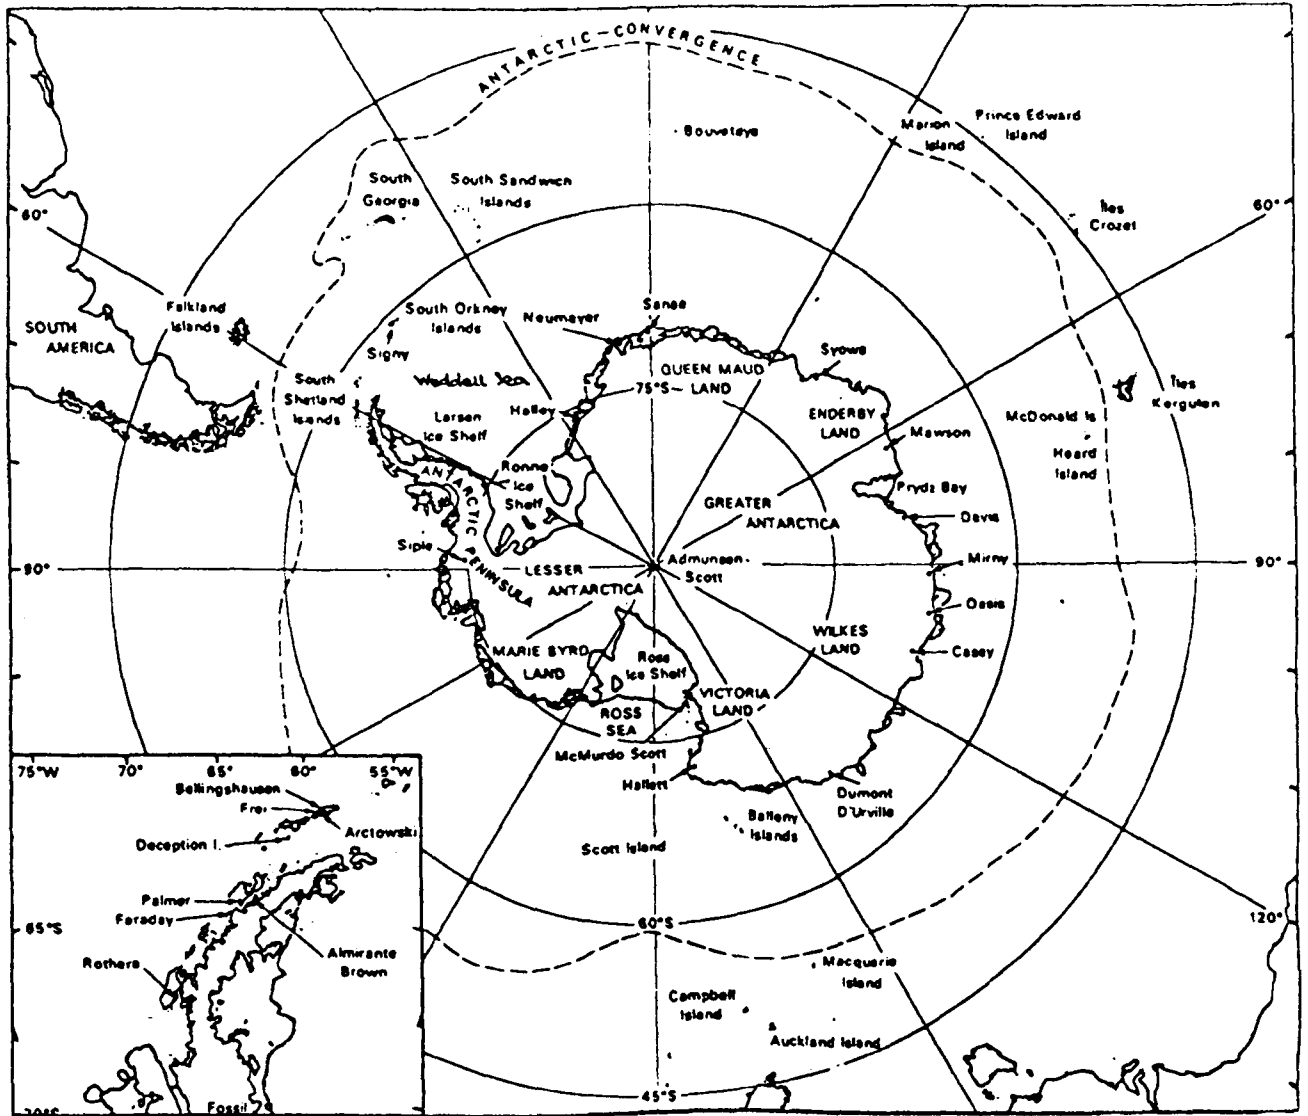 ANTARCTIC-CONVERGENCE
Bouvetøya
Marion
Island
Prince Edward
Island
South
Georgia
South Sandwich
Islands
Îles
Crozet
60°
60°
Falkland
Islands
SOUTH
AMERICA
South Orkney
Islands
Signy
Neumayer
Sanae
Weddell Sea
QUEEN MAUD
75°S
LAND
Syowa
South
Shetland
Islands
Larsen
Ice Shelf
Halley
ENDERBY
LAND
McDonald Is
Îles
Kergulen
Mawson
Heard
Island
ANTARCTIC PENINSULA
Ronne
Ice
Shelf
GREATER
ANTARCTICA
Prydz Bay
Davis
Siple
90°
LESSER
ANTARCTICA
Admunsen-
Scott
Mirny
90°
Oasis
MARIE BYRD
LAND
Ross
Ice Shelf
WILKES
LAND
Casey
ROSS
SEA
VICTORIA
LAND
McMurdo Scott
Hallett
Dumont
D'Urville
Balleny
Islands
Scott Island
60°S
120°
Macquarie
Island
Campbell
Island
Auckland Island
45°S
75°W
70°
65°
60°
55°W
Bellingshausen
Frei
Arctowski
Deception I.
Palmer
Faraday
65°S
Almirante
Brown
Rothera
Fossil